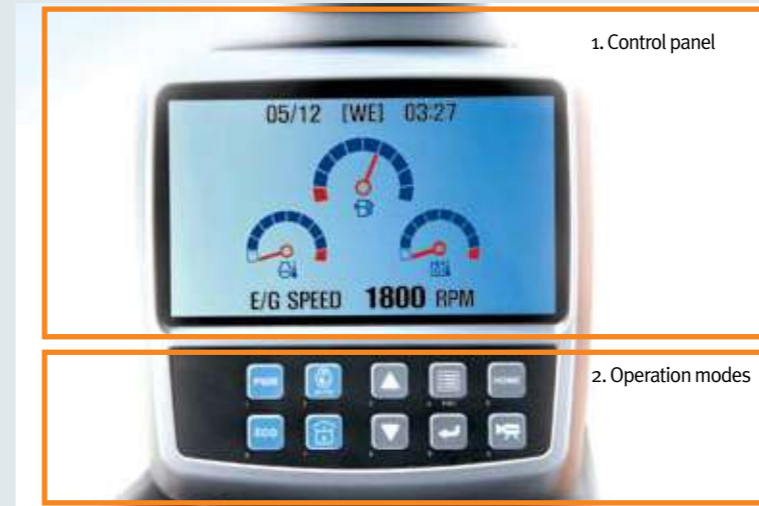 1. Control panel
05/12 [WE] 03:27
E/G SPEED 1800 RPM
2. Operation modes
PWR
HOME
ECO